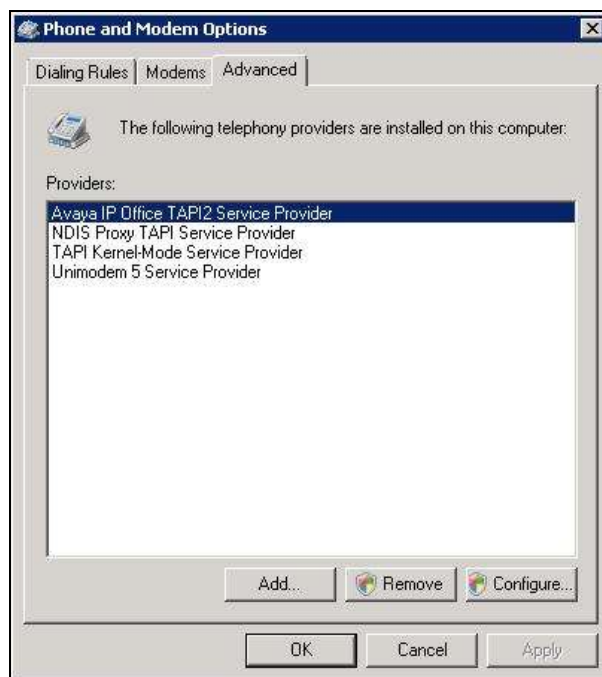 Phone and Modem Options
Dialing Rules Modems Advanced
The following telephony providers are installed on this computer:
Providers:
Avaya IP Office TAPI2 Service Provider
NDIS Proxy TAPI Service Provider
TAPI Kernel-Mode Service Provider
Unimodem 5 Service Provider
Add... Remove Configure...
OK Cancel Apply